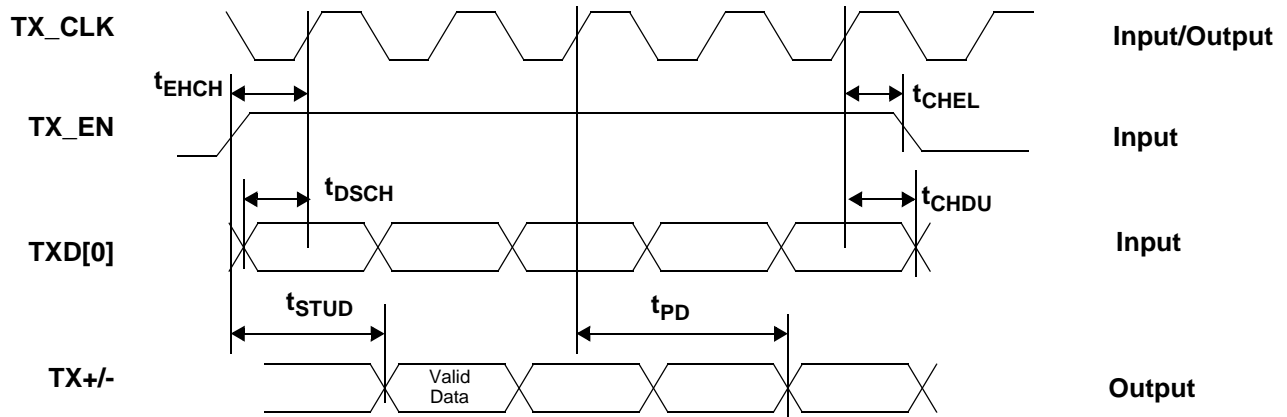 TX_CLK
Input/Output
tEHCH
tCHEL
TX_EN
Input
tDSCH
tCHDU
TXD[0]
Input
tSTUD
tPD
TX+/-
Valid
Data
Output